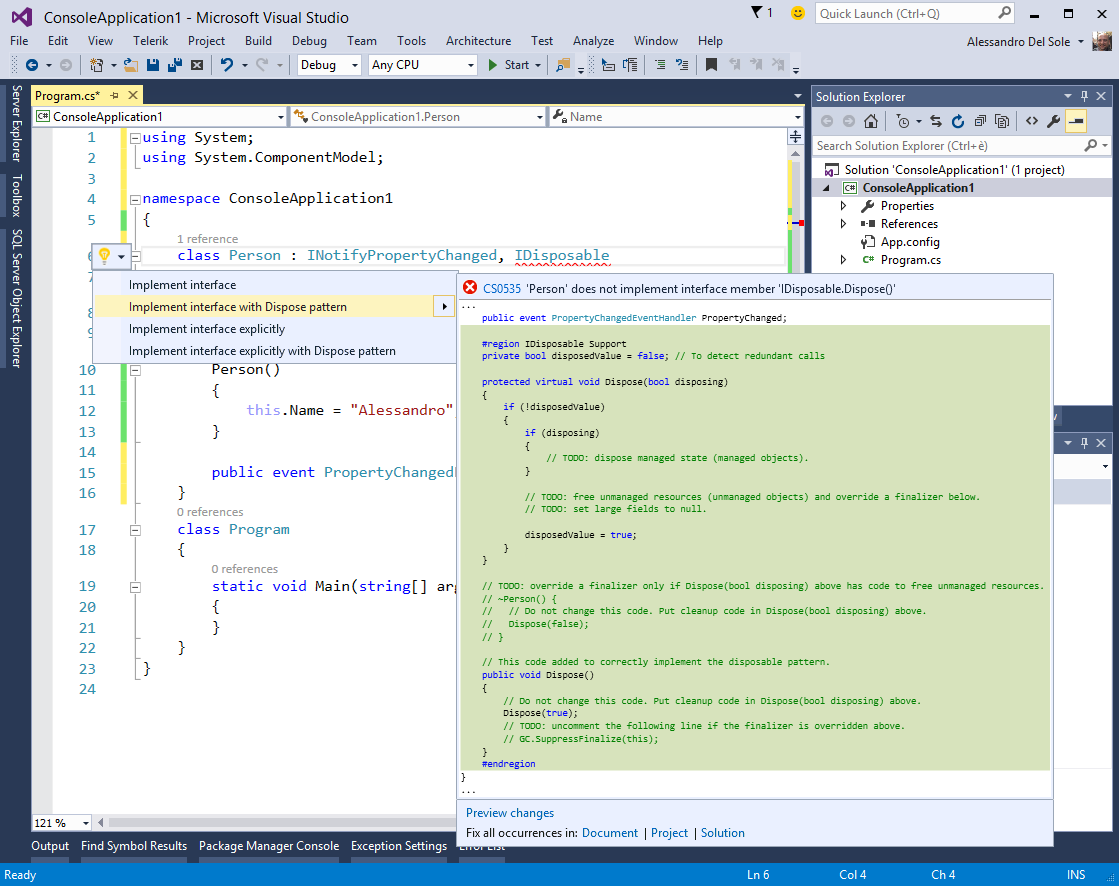 ConsoleApplication1 - Microsoft Visual Studio
1
Quick Launch (Ctrl+Q)
File Edit View Telerik Project Build Debug Team Tools Architecture Test Analyze Window Help
Alessandro Del Sole
Debug Any CPU Start
Server Explorer
Toolbox
SQL Server Object Explorer
Program.cs*
C# ConsoleApplication1 ConsoleApplication1.Person Name
1 using System;
2 using System.ComponentModel;
3
4 namespace ConsoleApplication1
5 {
1 reference
class Person : INotifyPropertyChanged, IDisposable
Implement interface
Implement interface with Dispose pattern
Implement interface explicitly
Implement interface explicitly with Dispose pattern
10 Person()
11 {
12 this.Name = "Alessandro"
13 }
14
15 public event PropertyChanged
16 }
0 references
17 class Program
18 {
0 references
19 static void Main(string[] arg
20 {
21 }
22 }
23 }
24
CS0535 'Person' does not implement interface member 'IDisposable.Dispose()'
...
public event PropertyChangedEventHandler PropertyChanged;
#region IDisposable Support
private bool disposedValue = false; // To detect redundant calls
protected virtual void Dispose(bool disposing)
{
if (!disposedValue)
{
if (disposing)
{
// TODO: dispose managed state (managed objects).
}
// TODO: free unmanaged resources (unmanaged objects) and override a finalizer below.
// TODO: set large fields to null.
disposedValue = true;
}
}
// TODO: override a finalizer only if Dispose(bool disposing) above has code to free unmanaged resources.
// ~Person() {
//   // Do not change this code. Put cleanup code in Dispose(bool disposing) above.
//   Dispose(false);
// }
// This code added to correctly implement the disposable pattern.
public void Dispose()
{
// Do not change this code. Put cleanup code in Dispose(bool disposing) above.
Dispose(true);
// TODO: uncomment the following line if the finalizer is overridden above.
// GC.SuppressFinalize(this);
}
#endregion
}
...
Preview changes
Fix all occurrences in: Document | Project | Solution
Solution Explorer
Search Solution Explorer (Ctrl+è)
Solution 'ConsoleApplication1' (1 project)
C# ConsoleApplication1
Properties
References
App.config
C# Program.cs
121 %
Output Find Symbol Results Package Manager Console Exception Settings Error List
Ready Ln 6 Col 4 Ch 4 INS